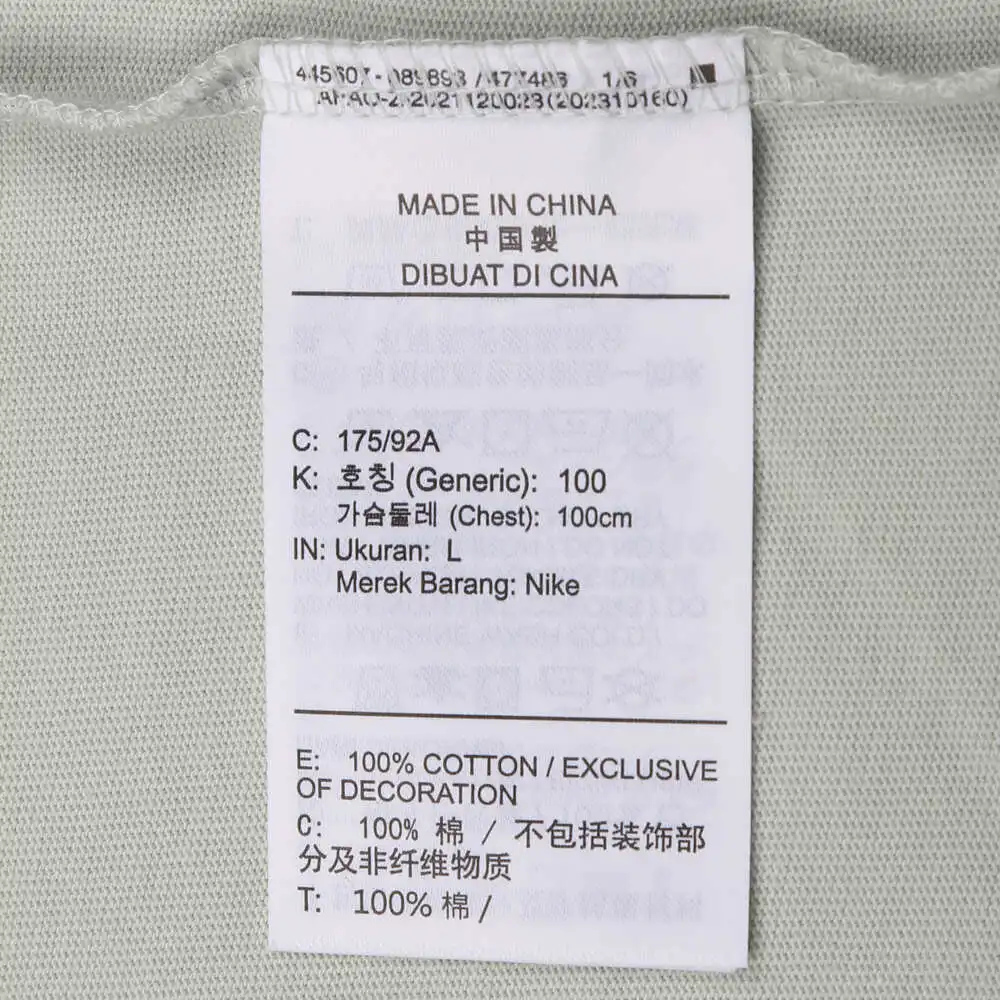 1/6
MADE IN CHINA
中国製
DIBUAT DI CINA
C: 175/92A
K: 호칭 (Generic): 100
가슴둘레 (Chest): 100cm
IN: Ukuran: L
Merek Barang: Nike
E: 100% COTTON / EXCLUSIVE
OF DECORATION
C: 100% 棉 / 不包括装饰部
分及非纤维物质
T: 100% 棉 /